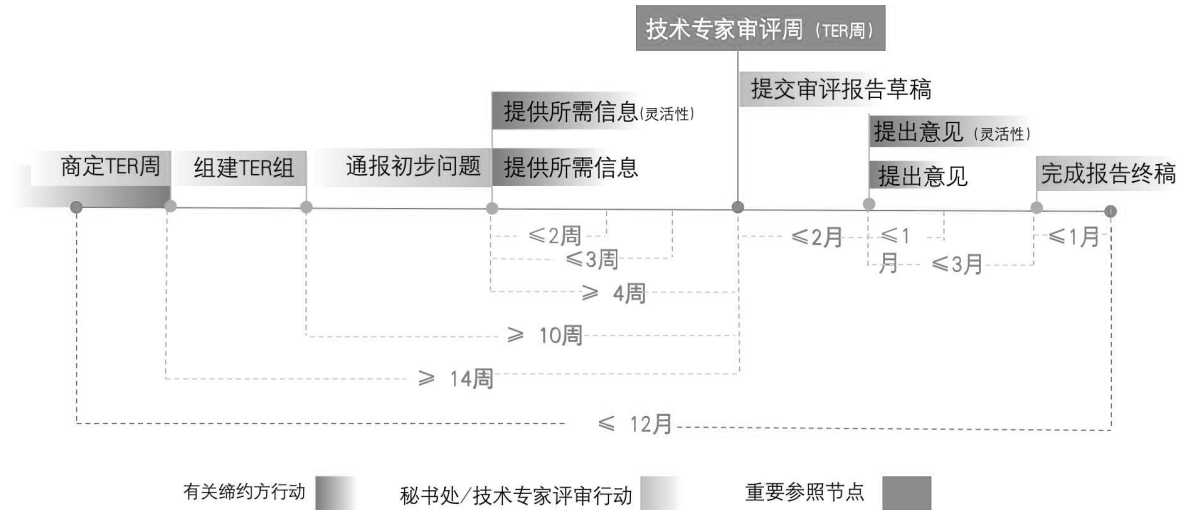 技术专家审评周（TER周）
提交审评报告草稿
提供所需信息(灵活性)
提出意见（灵活性）
商定TER周
组建TER组
通报初步问题
提供所需信息
提出意见
完成报告终稿
≤2周
≤2月
≤1
月
≤1月
≤3周
≤3月
≥ 4周
≥ 10周
≥ 14周
≤ 12月
有关缔约方行动
秘书处/技术专家评审行动
重要参照节点